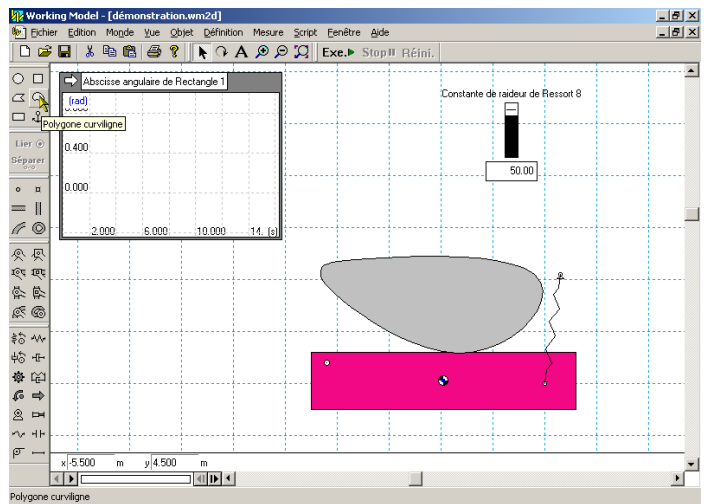 Working Model - [démonstration.wm2d]
Fichier Edition Monde Vue Objet Définition Mesure Script Fenêtre Aide
A Exe. Stop Réini.
Abscisse angulaire de Rectangle 1
(rad)
Polygone curviligne
0.400
0.000
2.000 6.000 10.000 14. (s)
Constante de raideur de Ressort 8
50.00
Lier
Séparer
x -5.500 m y 4.500 m
Polygone curviligne